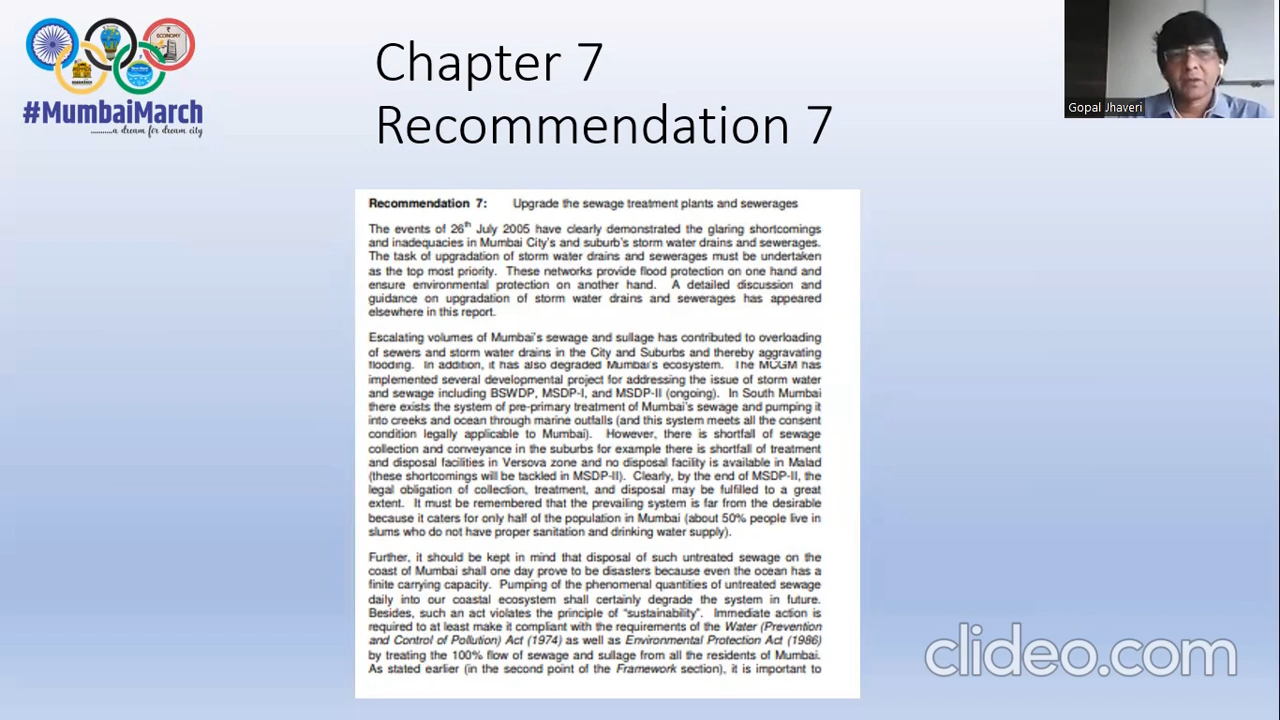 ECONOMY
#MumbaiMarch
..........a dream for dream city
Chapter 7
Recommendation 7
Gopal Jhaveri
Recommendation 7: Upgrade the sewage treatment plants and sewerages
The events of 26th July 2005 have clearly demonstrated the glaring shortcomings
and inadequacies in Mumbai City's and suburb's storm water drains and sewerages.
The task of upgradation of storm water drains and sewerages must be undertaken
as the top most priority. These networks provide flood protection on one hand and
ensure environmental protection on another hand. A detailed discussion and
guidance on upgradation of storm water drains and sewerages has appeared
elsewhere in this report.
Escalating volumes of Mumbai's sewage and sullage has contributed to overloading
of sewers and storm water drains in the City and Suburbs and thereby aggravating
flooding. In addition, it has also degraded Mumbai's ecosystem. The MCGM has
implemented several developmental project for addressing the issue of storm water
and sewage including BSWDP, MSDP-I, and MSDP-II (ongoing). In South Mumbai
there exists the system of pre-primary treatment of Mumbai's sewage and pumping it
into creeks and ocean through marine outfalls (and this system meets all the consent
condition legally applicable to Mumbai). However, there is shortfall of sewage
collection and conveyance in the suburbs for example there is shortfall of treatment
and disposal facilities in Versova zone and no disposal facility is available in Malad
(these shortcomings will be tackled in MSDP-II). Clearly, by the end of MSDP-II, the
legal obligation of collection, treatment, and disposal may be fulfilled to a great
extent. It must be remembered that the prevailing system is far from the desirable
because it caters for only half of the population in Mumbai (about 50% people live in
slums who do not have proper sanitation and drinking water supply).
Further, it should be kept in mind that disposal of such untreated sewage on the
coast of Mumbai shall one day prove to be disasters because even the ocean has a
finite carrying capacity. Pumping of the phenomenal quantities of untreated sewage
daily into our coastal ecosystem shall certainly degrade the system in future.
Besides, such an act violates the principle of "sustainability". Immediate action is
required to at least make it compliant with the requirements of the Water (Prevention
and Control of Pollution) Act (1974) as well as Environmental Protection Act (1986)
by treating the 100% flow of sewage and sullage from all the residents of Mumbai.
As stated earlier (in the second point of the Framework section), it is important to
clideo.com